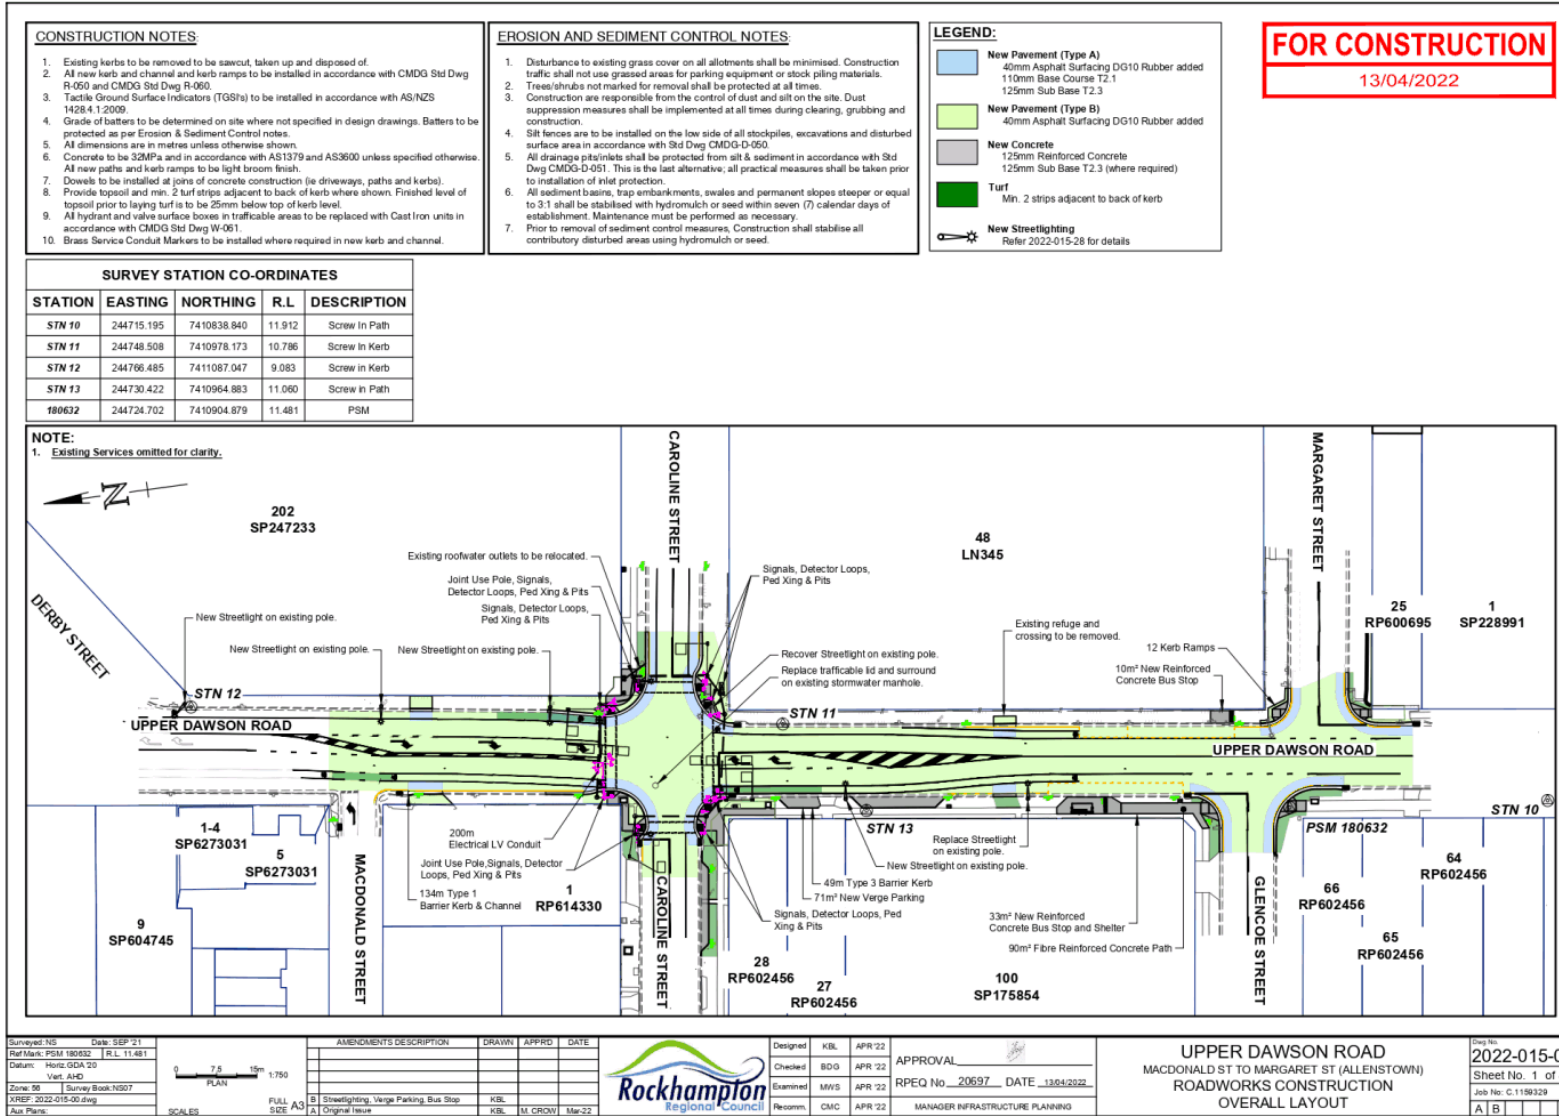 CONSTRUCTION NOTES:
1. Existing kerbs to be removed to be sawcut, taken up and disposed of.
2. All new kerb and channel and kerb ramps to be installed in accordance with CMDG Std Dwg
R-050 and CMDG Std Dwg R-060.
3. Tactile Ground Surface Indicators (TGSI's) to be installed in accordance with AS/NZS
1428.4.1:2009.
4. Grade of batters to be determined on site where not specified in design drawings. Batters to be
protected as per Erosion & Sediment Control notes.
5. All dimensions are in metres unless otherwise shown.
6. Concrete to be 32MPa and in accordance with AS1379 and AS3600 unless specified otherwise.
All new paths and kerb ramps to be light broom finish.
7. Dowels to be installed at joins of concrete construction (ie driveways, paths and kerbs).
8. Provide topsoil and min. 2 turf strips adjacent to back of kerb where shown. Finished level of
topsoil prior to laying turf is to be 25mm below top of kerb level.
9. All hydrant and valve surface boxes in trafficable areas to be replaced with Cast Iron units in
accordance with CMDG Std Dwg W-061.
10. Brass Service Conduit Markers to be installed where required in new kerb and channel.
EROSION AND SEDIMENT CONTROL NOTES:
1. Disturbance to existing grass cover on all allotments shall be minimised. Construction
traffic shall not use grassed areas for parking equipment or stock piling materials.
2. Trees/shrubs not marked for removal shall be protected at all times.
3. Construction are responsible from the control of dust and silt on the site. Dust
suppression measures shall be implemented at all times during clearing, grubbing and
construction.
4. Silt fences are to be installed on the low side of all stockpiles, excavations and disturbed
surface area in accordance with Std Dwg CMDG-D-050.
5. All drainage pits/inlets shall be protected from silt & sediment in accordance with Std
Dwg CMDG-D-051. This is the last alternative; all practical measures shall be taken prior
to installation of inlet protection.
6. All sediment basins, trap embankments, swales and permanent slopes steeper or equal
to 3:1 shall be stabilised with hydromulch or seed within seven (7) calendar days of
establishment. Maintenance must be performed as necessary.
7. Prior to removal of sediment control measures, Construction shall stabilise all
contributory disturbed areas using hydromulch or seed.
LEGEND:
New Pavement (Type A)
40mm Asphalt Surfacing DG10 Rubber added
110mm Base Course T2.1
125mm Sub Base T2.3
New Pavement (Type B)
40mm Asphalt Surfacing DG10 Rubber added
New Concrete
125mm Reinforced Concrete
125mm Sub Base T2.3 (where required)
Turf
Min. 2 strips adjacent to back of kerb
New Streetlighting
Refer 2022-015-28 for details
FOR CONSTRUCTION
13/04/2022
SURVEY STATION CO-ORDINATES
STATION EASTING NORTHING R.L DESCRIPTION
STN 10 244715.195 7410838.840 11.912 Screw In Path
STN 11 244748.508 7410978.173 10.786 Screw In Kerb
STN 12 244766.485 7411087.047 9.083 Screw in Kerb
STN 13 244730.422 7410964.883 11.060 Screw in Path
180632 244724.702 7410904.879 11.481 PSM
NOTE:
1. Existing Services omitted for clarity.
Z
202
SP247233
DERBY STREET
CAROLINE STREET
48
LN345
MARGARET STREET
25
RP600695
1
SP228991
Existing roofwater outlets to be relocated.
Joint Use Pole, Signals,
Detector Loops, Ped Xing & Pits
Signals, Detector Loops,
Ped Xing & Pits
Signals, Detector Loops,
Ped Xing & Pits
New Streetlight on existing pole.
New Streetlight on existing pole.
New Streetlight on existing pole.
Recover Streetlight on existing pole.
Replace trafficable lid and surround
on existing stormwater manhole.
Existing refuge and
crossing to be removed.
12 Kerb Ramps
10m² New Reinforced
Concrete Bus Stop
STN 12
STN 11
UPPER DAWSON ROAD
UPPER DAWSON ROAD
STN 13
STN 10
PSM 180632
1-4
SP6273031
5
SP6273031
9
SP604745
MACDONALD STREET
200m
Electrical LV Conduit
Joint Use Pole,Signals, Detector
Loops, Ped Xing & Pits
134m Type 1
Barrier Kerb & Channel
1
RP614330
CAROLINE STREET
Replace Streetlight
on existing pole.
New Streetlight on existing pole.
49m Type 3 Barrier Kerb
71m² New Verge Parking
Signals, Detector Loops, Ped
Xing & Pits
33m² New Reinforced
Concrete Bus Stop and Shelter
90m² Fibre Reinforced Concrete Path
28
RP602456
27
RP602456
100
SP175854
GLENCOE STREET
64
RP602456
66
RP602456
65
RP602456
Surveyed: NS Date: SEP '21
Ref Mark: PSM 180632 R.L. 11.481
Datum: Horiz. GDA '20
Vert. AHD
Zone: 56 Survey Book: NS07
XREF: 2022-015-00.dwg
Aux Plans:
0 7.5 15m
PLAN
1:750
SCALES
FULL SIZE A3
AMENDMENTS DESCRIPTION DRAWN APPR'D DATE
B Streetlighting, Verge Parking, Bus Stop KBL
A Original Issue KBL M. CROW Mar-22
Rockhampton
Regional Council
Designed KBL APR '22
Checked BDG APR '22
Examined MWS APR '22
Recomm. CMC APR '22
APPROVAL
RPEQ No. 20697 DATE 13/04/2022
MANAGER INFRASTRUCTURE PLANNING
UPPER DAWSON ROAD
MACDONALD ST TO MARGARET ST (ALLENSTOWN)
ROADWORKS CONSTRUCTION
OVERALL LAYOUT
Dwg No.
2022-015-0
Sheet No. 1 of
Job No: C.1159329
A B